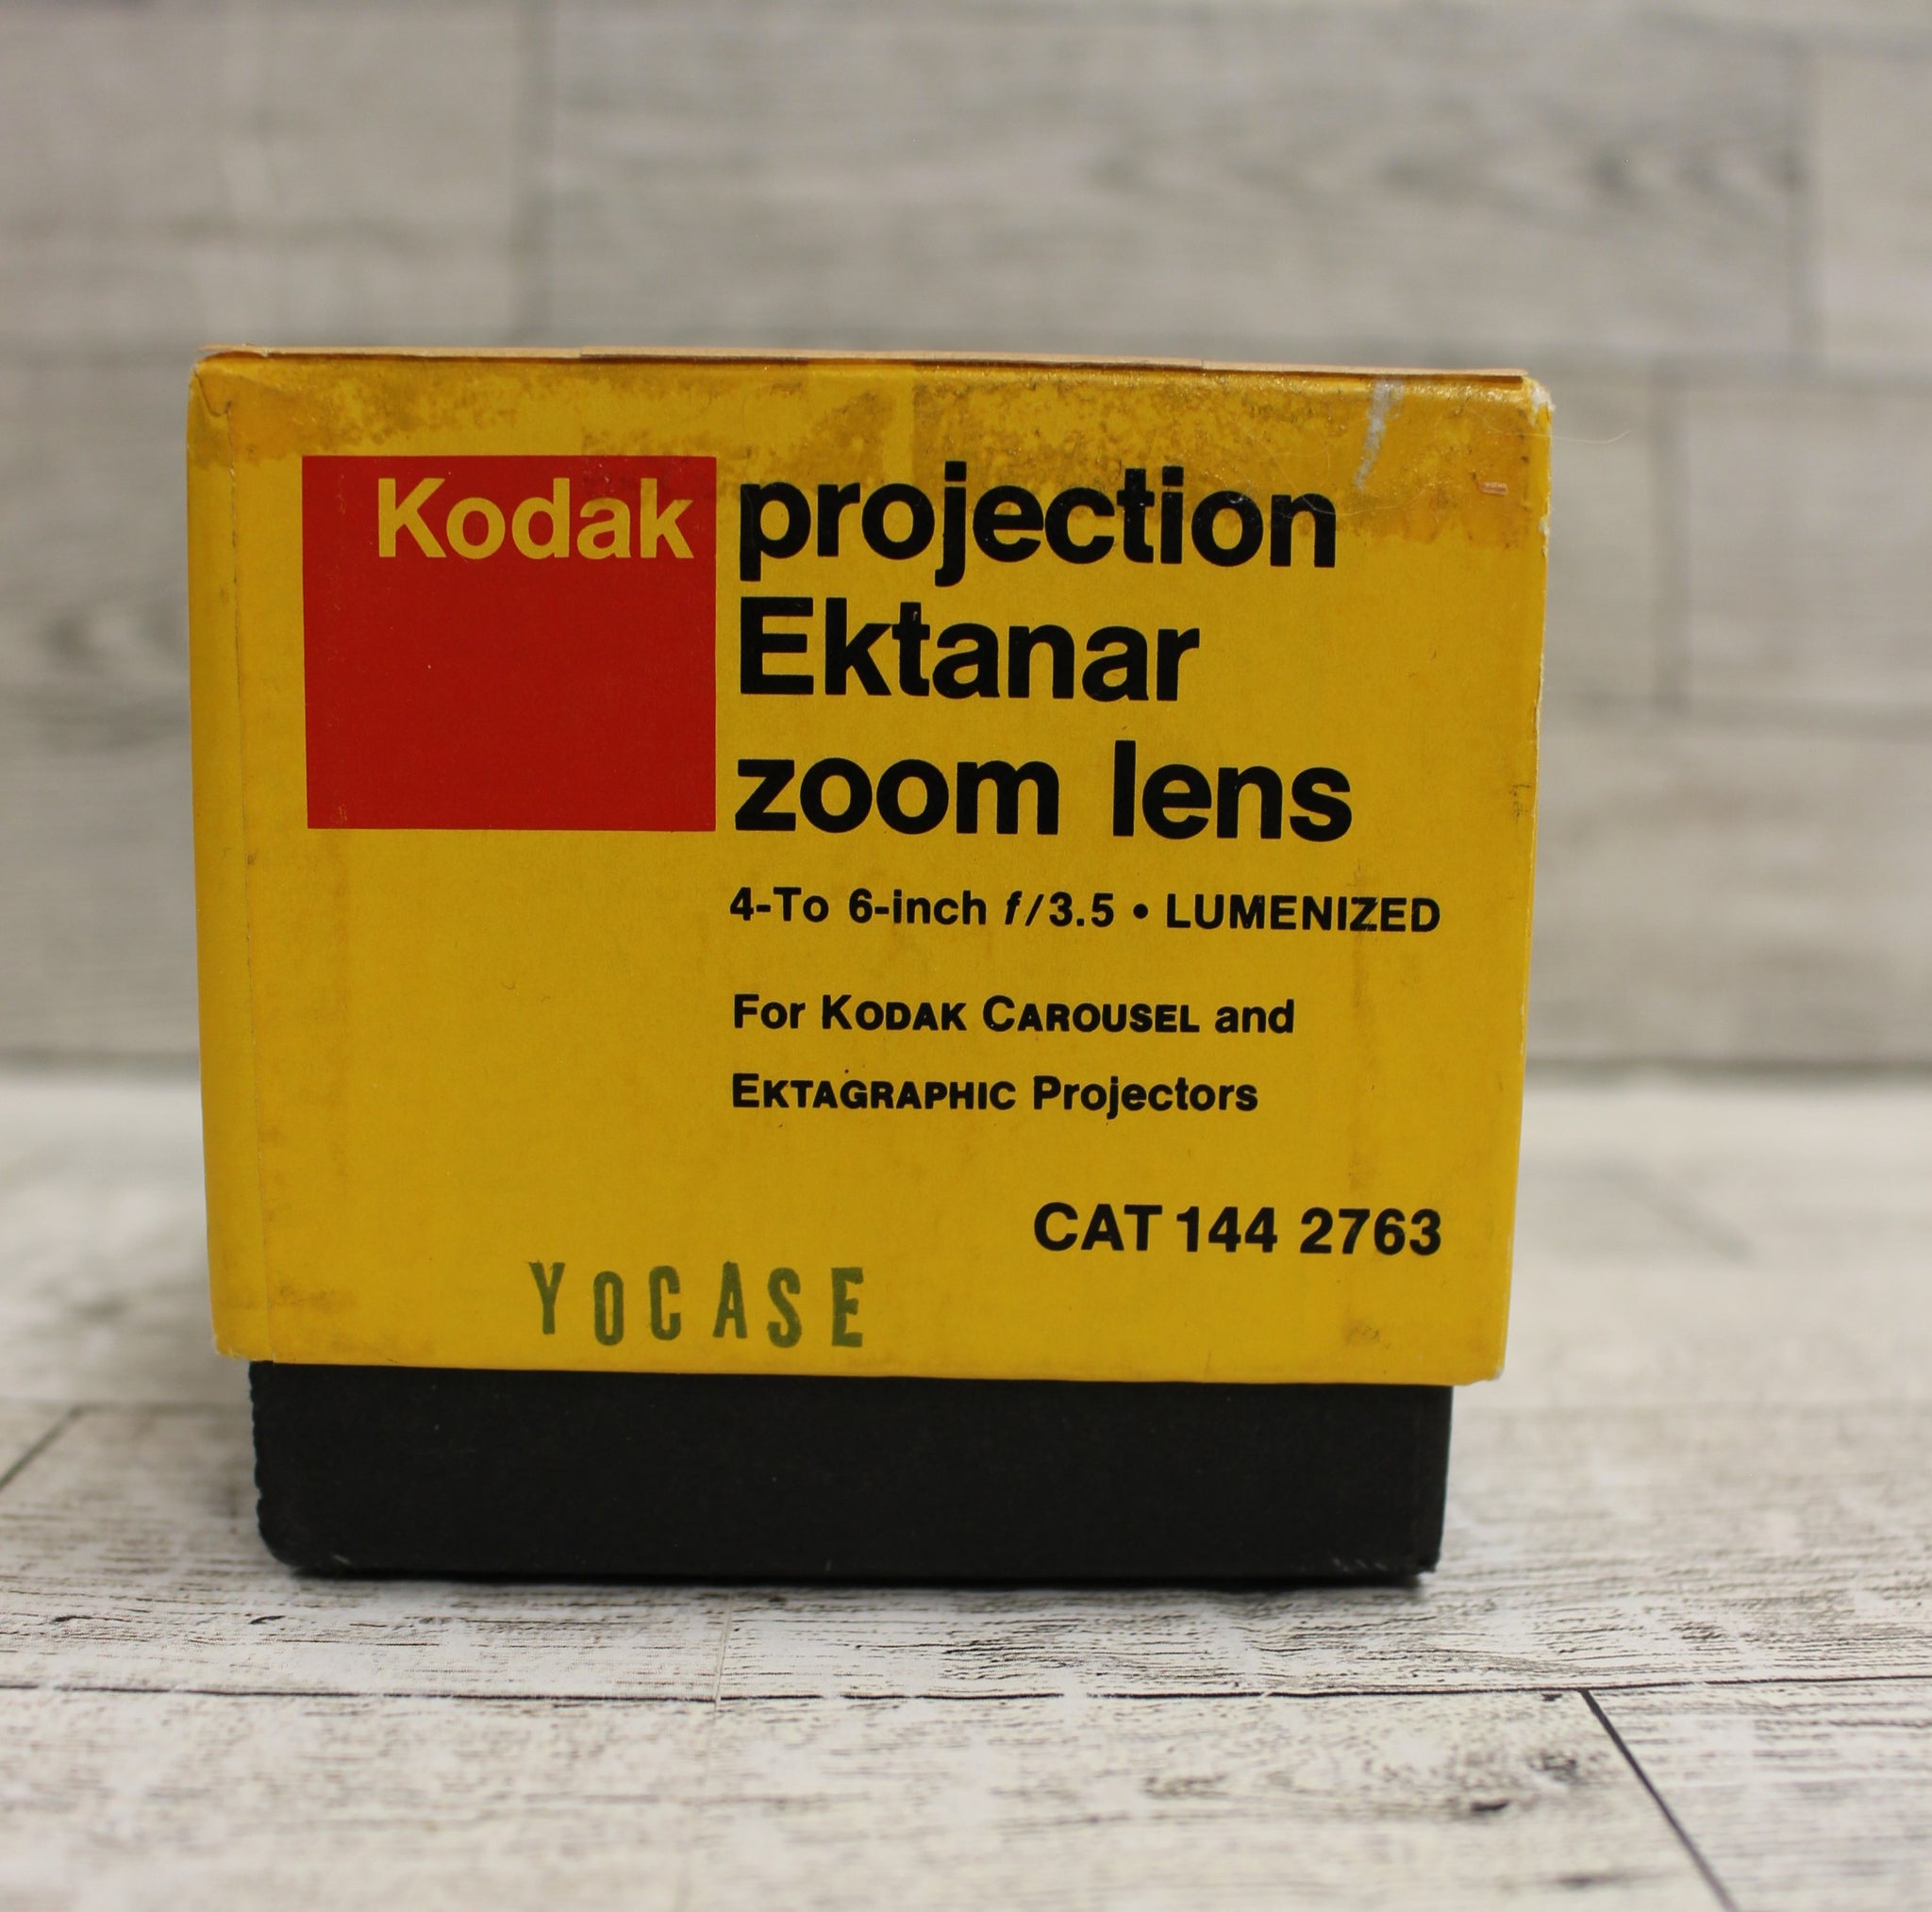 Kodak projection
Ektanar
zoom lens
4-To 6-inch f/3.5 • LUMENIZED
For KODAK CAROUSEL and
EKTAGRAPHIC Projectors
CAT 144 2763
YOCASE